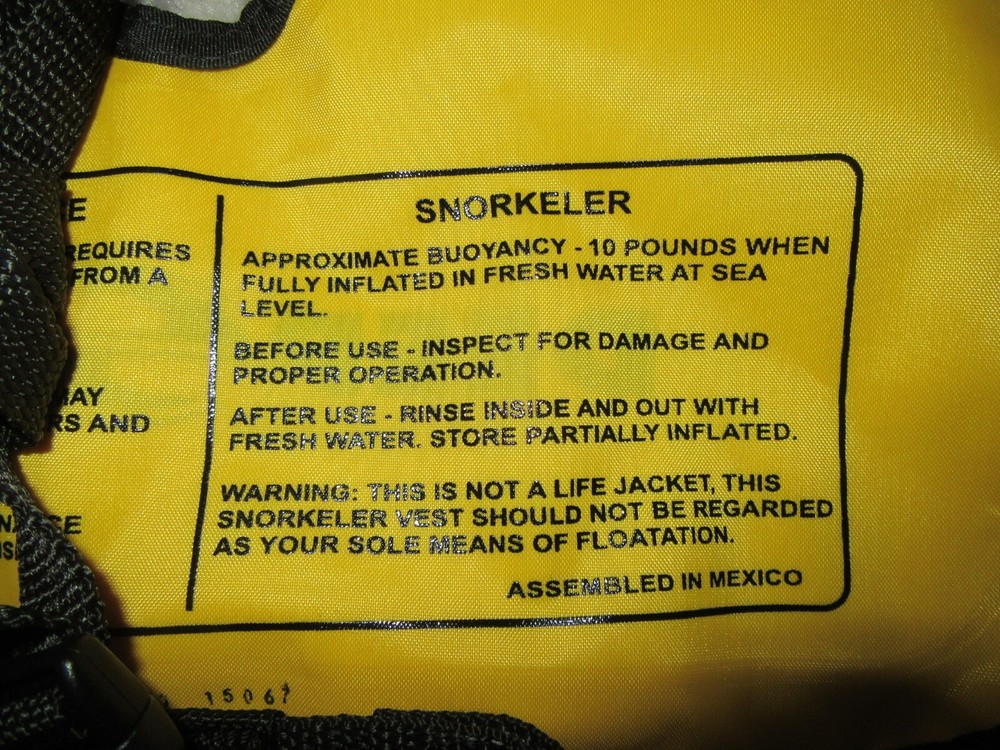 E
REQUIRES
FROM A
AY
RS AND
SE
SNORKELER
APPROXIMATE BUOYANCY - 10 POUNDS WHEN
FULLY INFLATED IN FRESH WATER AT SEA
LEVEL.
BEFORE USE - INSPECT FOR DAMAGE AND
PROPER OPERATION.
AFTER USE - RINSE INSIDE AND OUT WITH
FRESH WATER. STORE PARTIALLY INFLATED.
WARNING: THIS IS NOT A LIFE JACKET, THIS
SNORKELER VEST SHOULD NOT BE REGARDED
AS YOUR SOLE MEANS OF FLOATATION.
ASSEMBLED IN MEXICO
15067